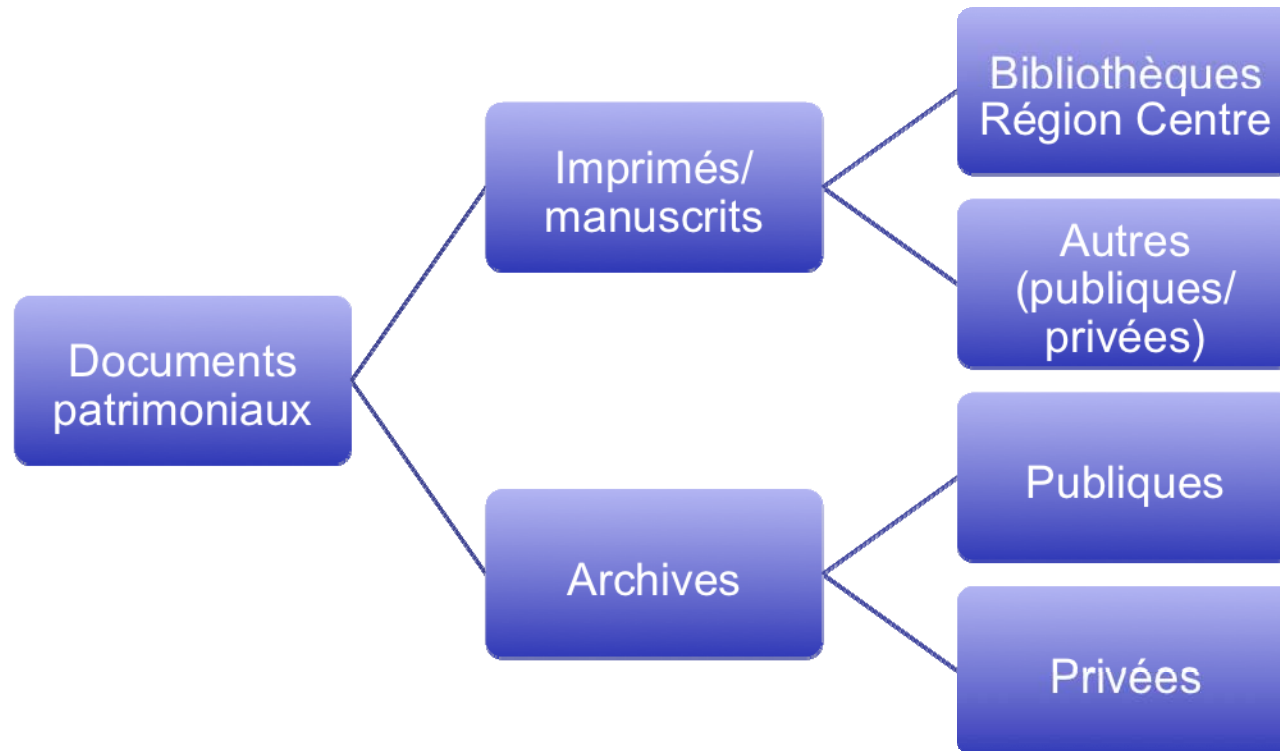 Documents
patrimoniaux
Imprimés/
manuscrits
Archives
Bibliothèques
Région Centre
Autres
(publiques/
privées)
Publiques
Privées